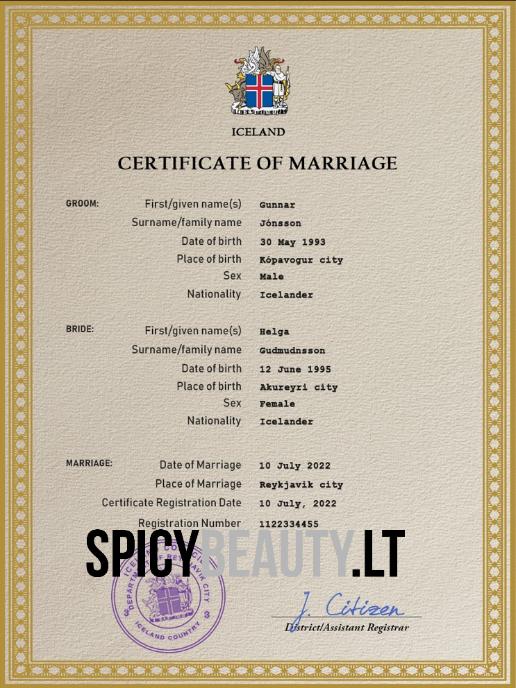 ICELAND
CERTIFICATE OF MARRIAGE
GROOM: First/given name(s) Gunnar
Surname/family name Jónsson
Date of birth 30 May 1993
Place of birth Kópavogur city
Sex Male
Nationality Icelander
BRIDE: First/given name(s) Helga
Surname/family name Gudmudnsson
Date of birth 12 June 1995
Place of birth Akureyri city
Sex Female
Nationality Icelander
MARRIAGE: Date of Marriage 10 July 2022
Place of Marriage Reykjavik city
Certificate Registration Date 10 July, 2022
Registration Number 1122334455
SPICYBEAUTY.LT
DEPARTMENT OF REYKJAVIK CITY
ICELAND COUNTRY
J. Citizen
District/Assistant Registrar